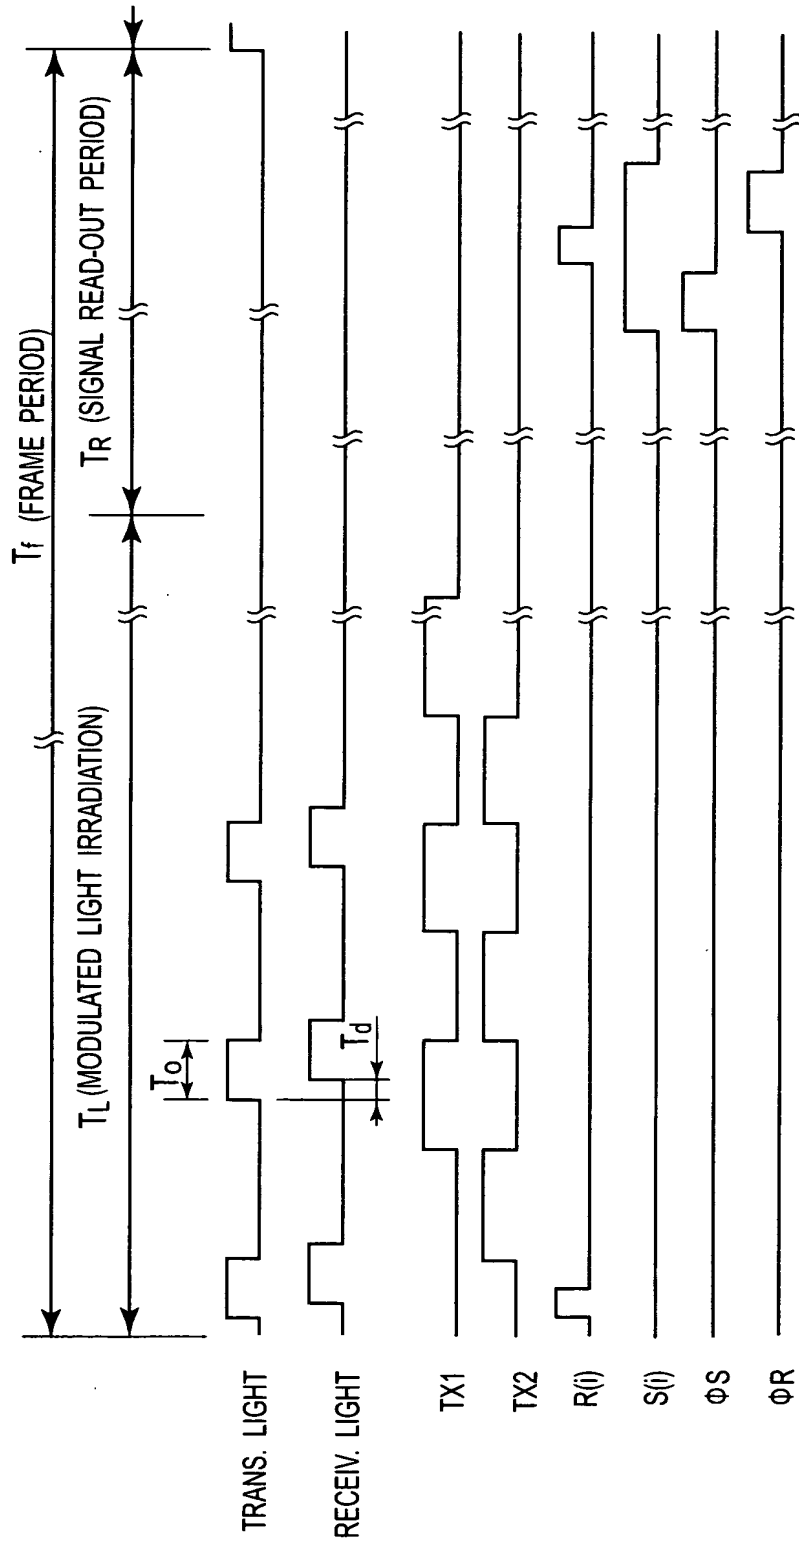 Tf (FRAME PERIOD)
TL (MODULATED LIGHT IRRADIATION)
TR (SIGNAL READ-OUT PERIOD)
To
Td
TRANS. LIGHT
RECEIV. LIGHT
TX1
TX2
R(i)
S(i)
ΦS
ΦR